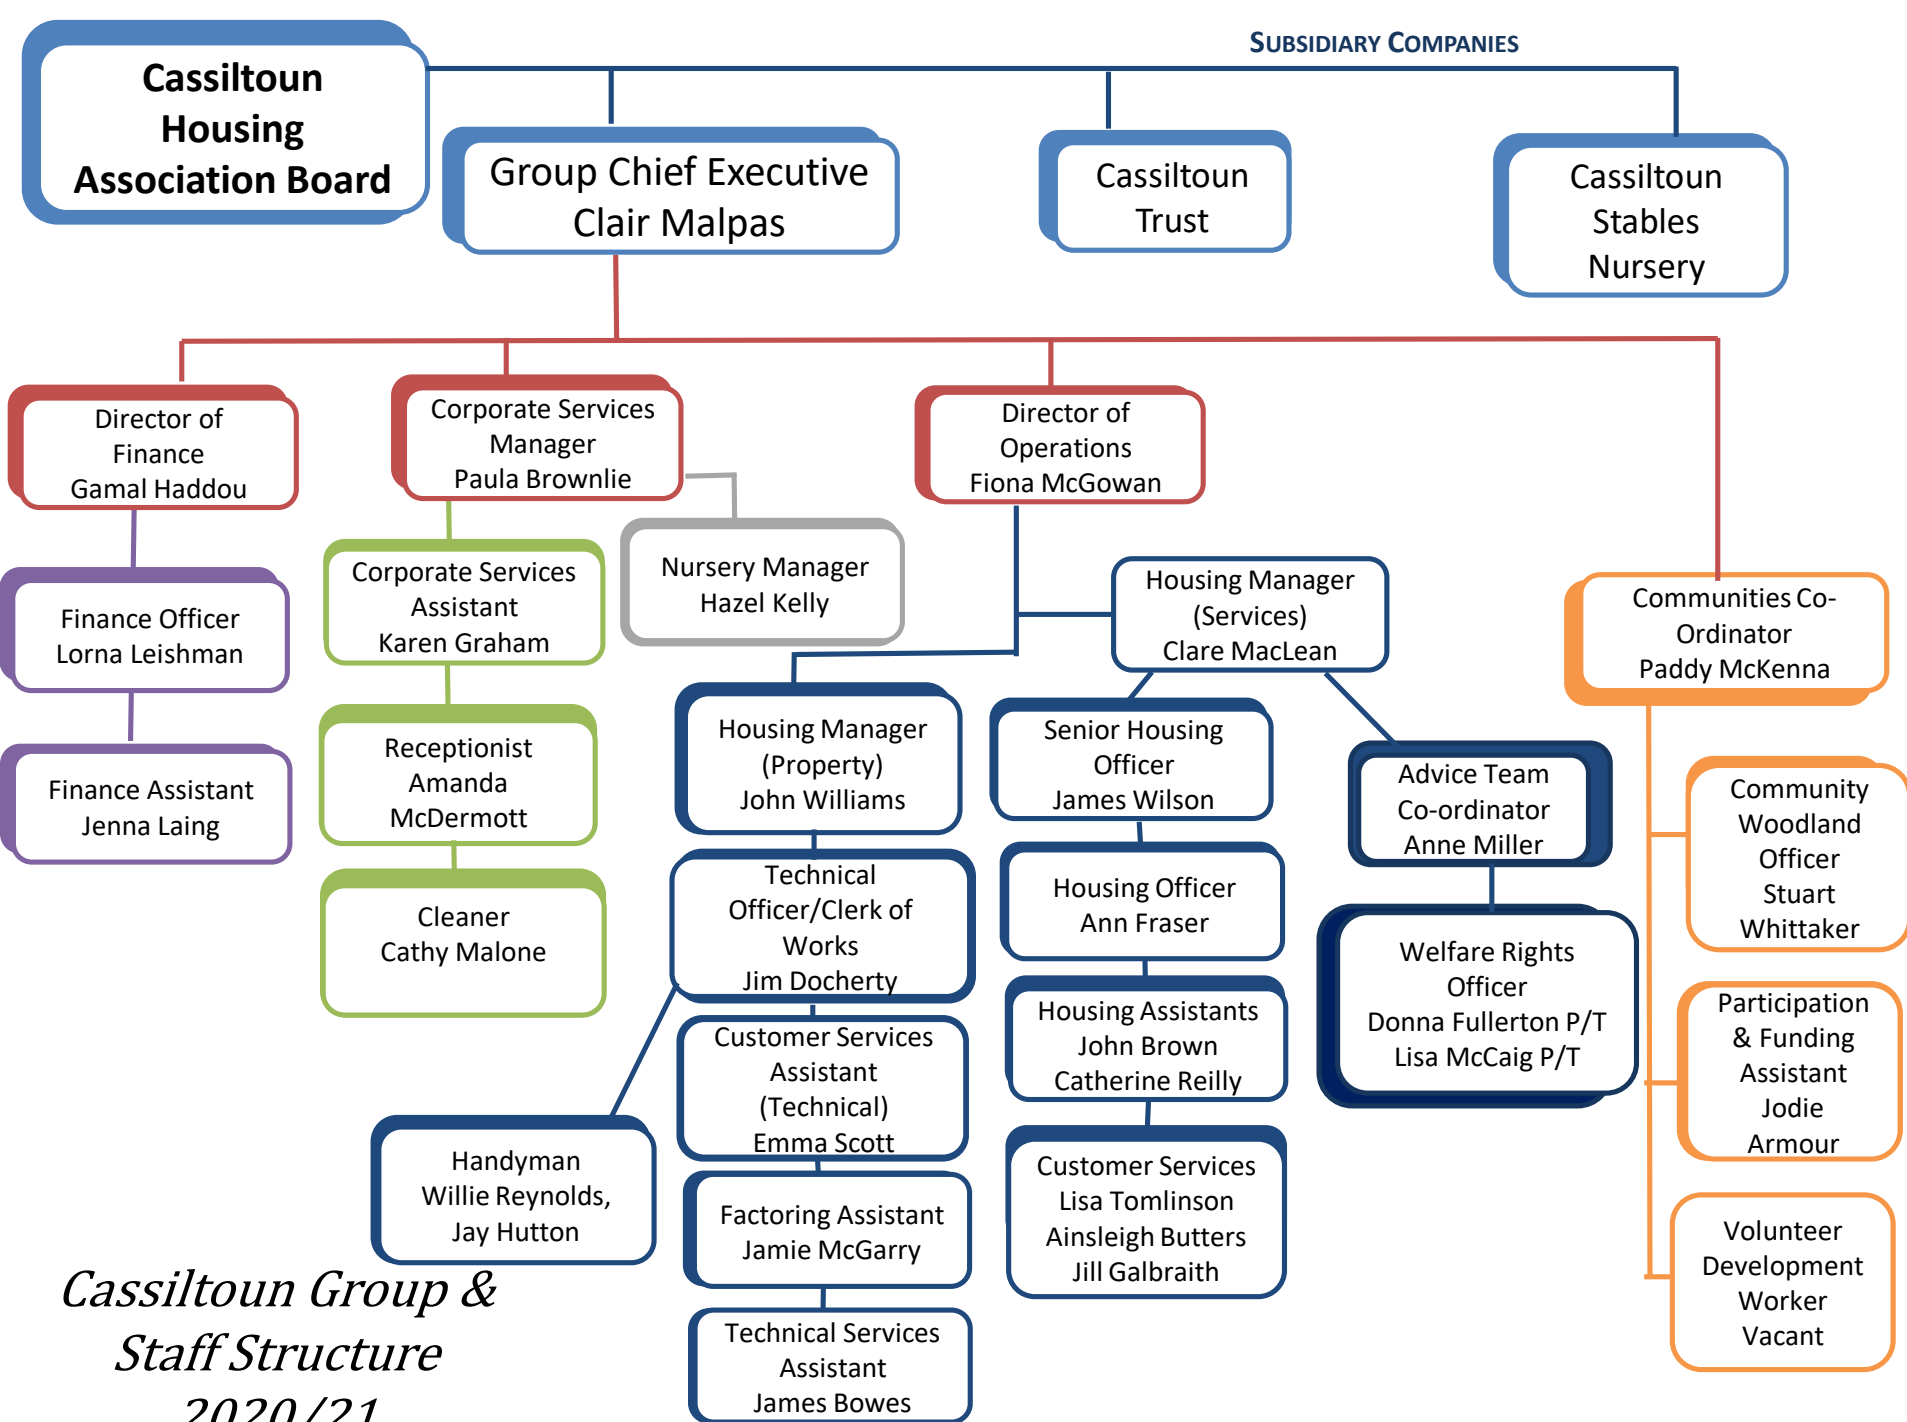 SUBSIDIARY COMPANIES
Cassiltoun
Housing
Association Board
Group Chief Executive
Clair Malpas
Cassiltoun
Trust
Cassiltoun
Stables
Nursery
Director of
Finance
Gamal Haddou
Corporate Services
Manager
Paula Brownlie
Director of
Operations
Fiona McGowan
Nursery Manager
Hazel Kelly
Housing Manager
(Services)
Clare MacLean
Communities Co-
Ordinator
Paddy McKenna
Finance Officer
Lorna Leishman
Corporate Services
Assistant
Karen Graham
Finance Assistant
Jenna Laing
Receptionist
Amanda
McDermott
Cleaner
Cathy Malone
Housing Manager
(Property)
John Williams
Senior Housing
Officer
James Wilson
Advice Team
Co-ordinator
Anne Miller
Community
Woodland
Officer
Stuart
Whittaker
Technical
Officer/Clerk of
Works
Jim Docherty
Housing Officer
Ann Fraser
Welfare Rights
Officer
Donna Fullerton P/T
Lisa McCaig P/T
Housing Assistants
John Brown
Catherine Reilly
Participation
& Funding
Assistant
Jodie
Armour
Customer Services
Assistant
(Technical)
Emma Scott
Handyman
Willie Reynolds,
Jay Hutton
Factoring Assistant
Jamie McGarry
Customer Services
Lisa Tomlinson
Ainsleigh Butters
Jill Galbraith
Volunteer
Development
Worker
Vacant
Technical Services
Assistant
James Bowes
Cassiltoun Group &
Staff Structure
2020/21